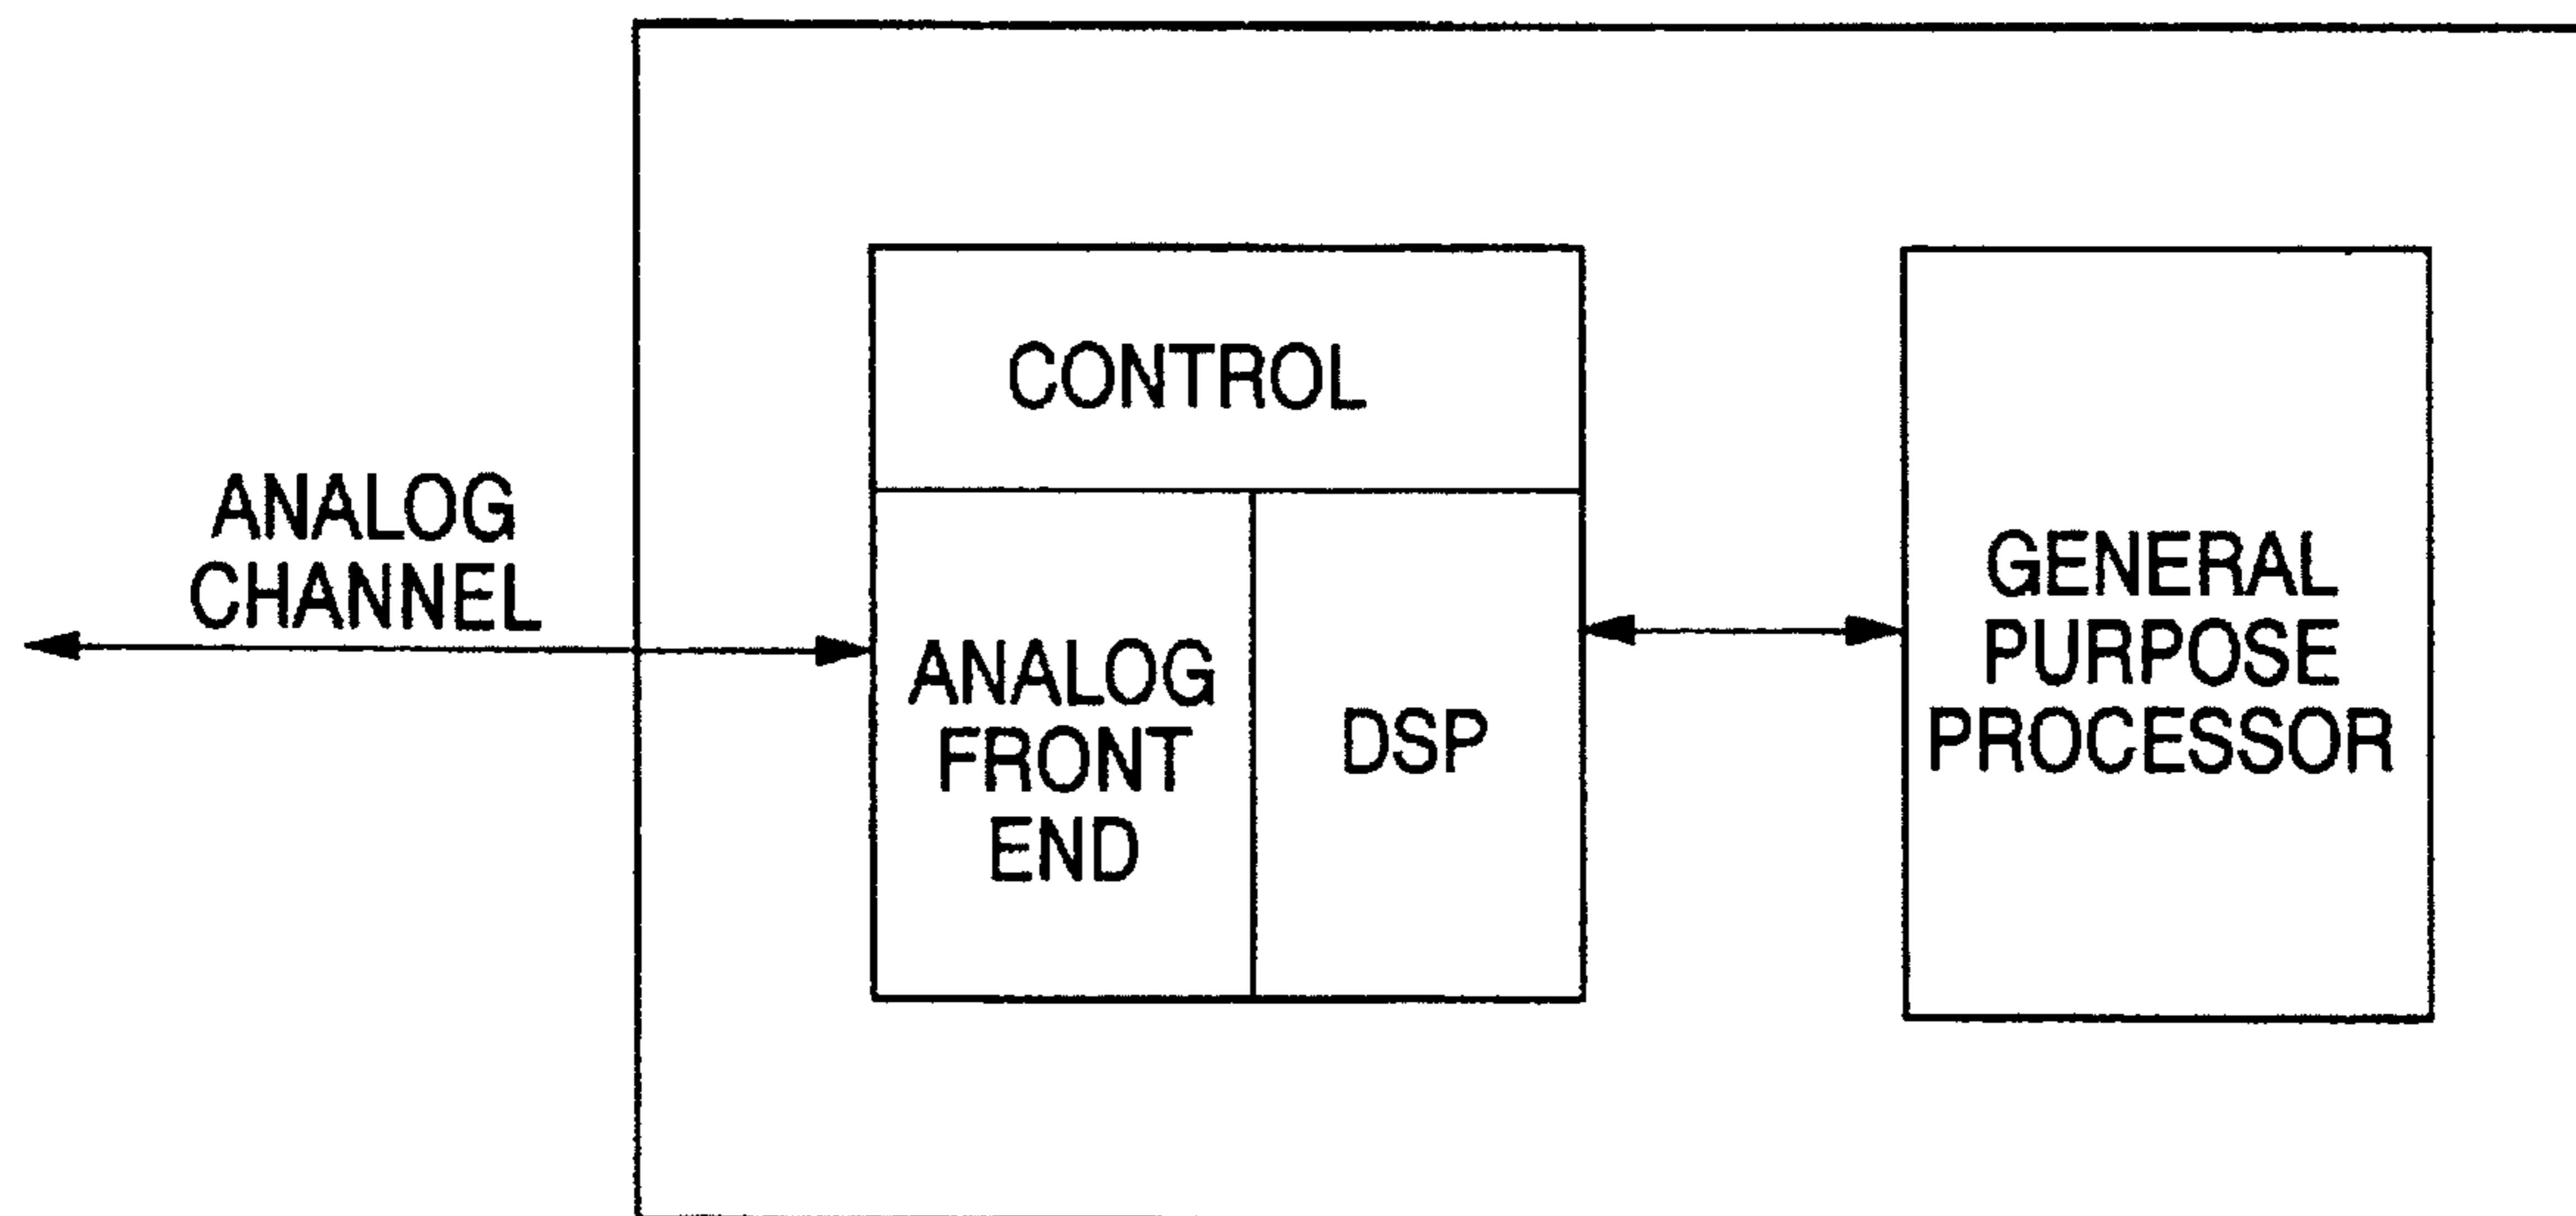 ANALOG
CHANNEL
CONTROL
ANALOG
FRONT
END
DSP
GENERAL
PURPOSE
PROCESSOR